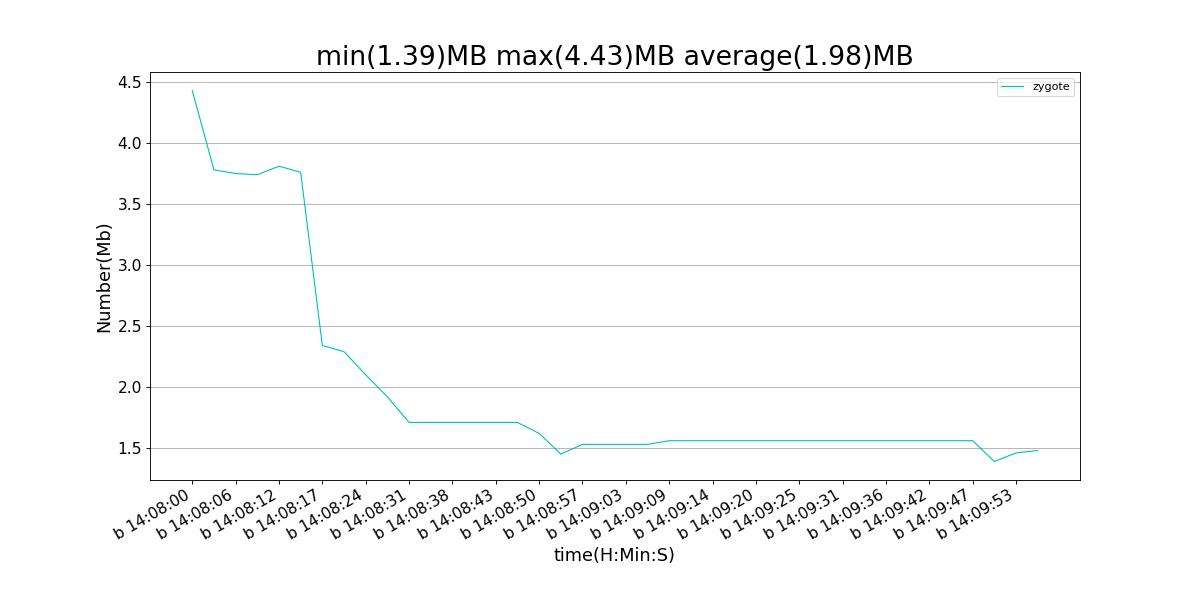 min(1.39)MB max(4.43)MB average(1.98)MB
zygote
4.5
4.0
3.5
3.0
2.5
2.0
1.5
Number(Mb)
b 14:08:00
b 14:08:06
b 14:08:12
b 14:08:17
b 14:08:24
b 14:08:31
b 14:08:38
b 14:08:43
b 14:08:50
b 14:08:57
b 14:09:03
b 14:09:09
b 14:09:14
b 14:09:20
b 14:09:25
b 14:09:31
b 14:09:36
b 14:09:42
b 14:09:47
b 14:09:53
time(H:Min:S)